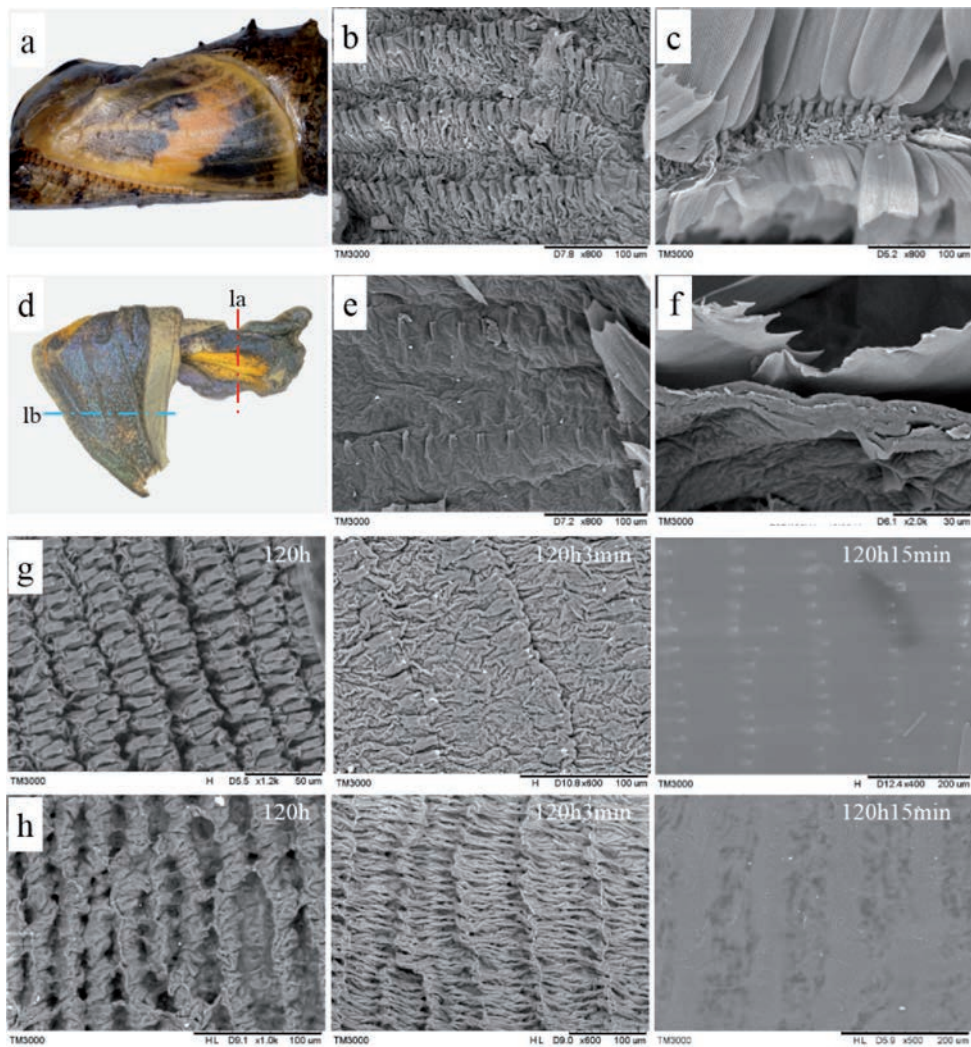 a
b
c
TM3000 D7.8 x800 100 um
TM3000 D5.2 x800 100 um
d
la
lb
e
f
TM3000 D7.2 x800 100 um
TM3000 D6.1 x2.0k 30 um
g
120h
120h3min
120h15min
TM3000 H D5.5 x1.2k 50 um
TM3000 H D10.8 x600 100 um
TM3000 H D12.4 x400 200 um
h
120h
120h3min
120h15min
TM3000 HL D9.1 x1.0k 100 um
TM3000 HL D9.0 x600 100 um
TM3000 HL D5.9 x500 200 um